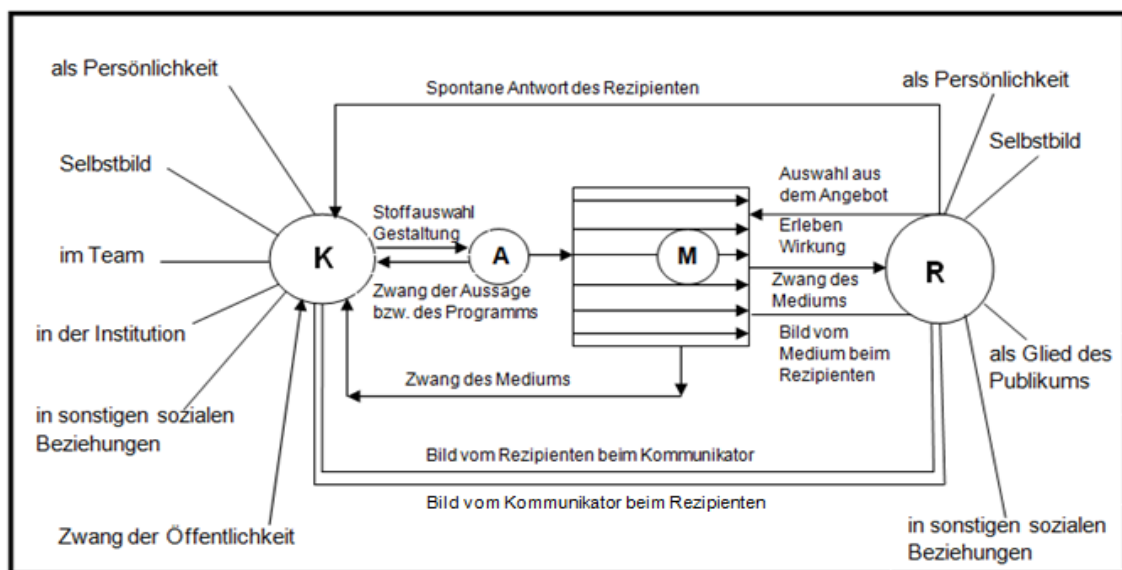 als Persönlichkeit
Selbstbild
im Team
in der Institution
in sonstigen sozialen
Beziehungen
Zwang der Öffentlichkeit
K
Spontane Antwort des Rezipienten
Stoffauswahl
Gestaltung
A
Zwang der Aussage
bzw. des Programms
Zwang des Mediums
M
Auswahl aus
dem Angebot
Erleben
Wirkung
Zwang des
Mediums
Bild vom
Medium beim
Rezipienten
Bild vom Rezipienten beim Kommunikator
Bild vom Kommunikator beim Rezipienten
R
als Persönlichkeit
Selbstbild
als Glied des
Publikums
in sonstigen sozialen
Beziehungen